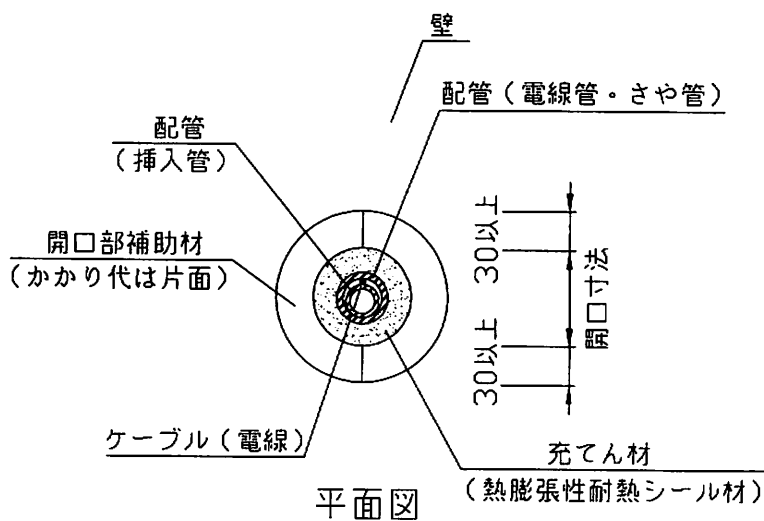 壁
配管（電線管・さや管）
配管
（挿入管）
開口部補助材
（かかり代は片面）
30以上
開口寸法
30以上
ケーブル（電線）
充てん材
（熱膨張性耐熱シール材）
平面図